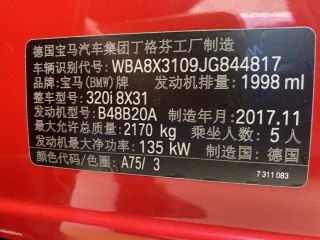 德国宝马汽车集团丁格芬工厂制造
车辆识别代号: WBA8X3109JG844817
品牌: 宝马(BMW)牌 发动机排量: 1998 ml
整车型号: 320i 8X31
发动机型号: B48B20A 制造年月: 2017.11
最大允许总质量: 2170 kg 乘坐人数: 5 人
发动机最大净功率: 135 kW 制造国: 德国
颜色代码/色圈: A75/ 3
7 311 083